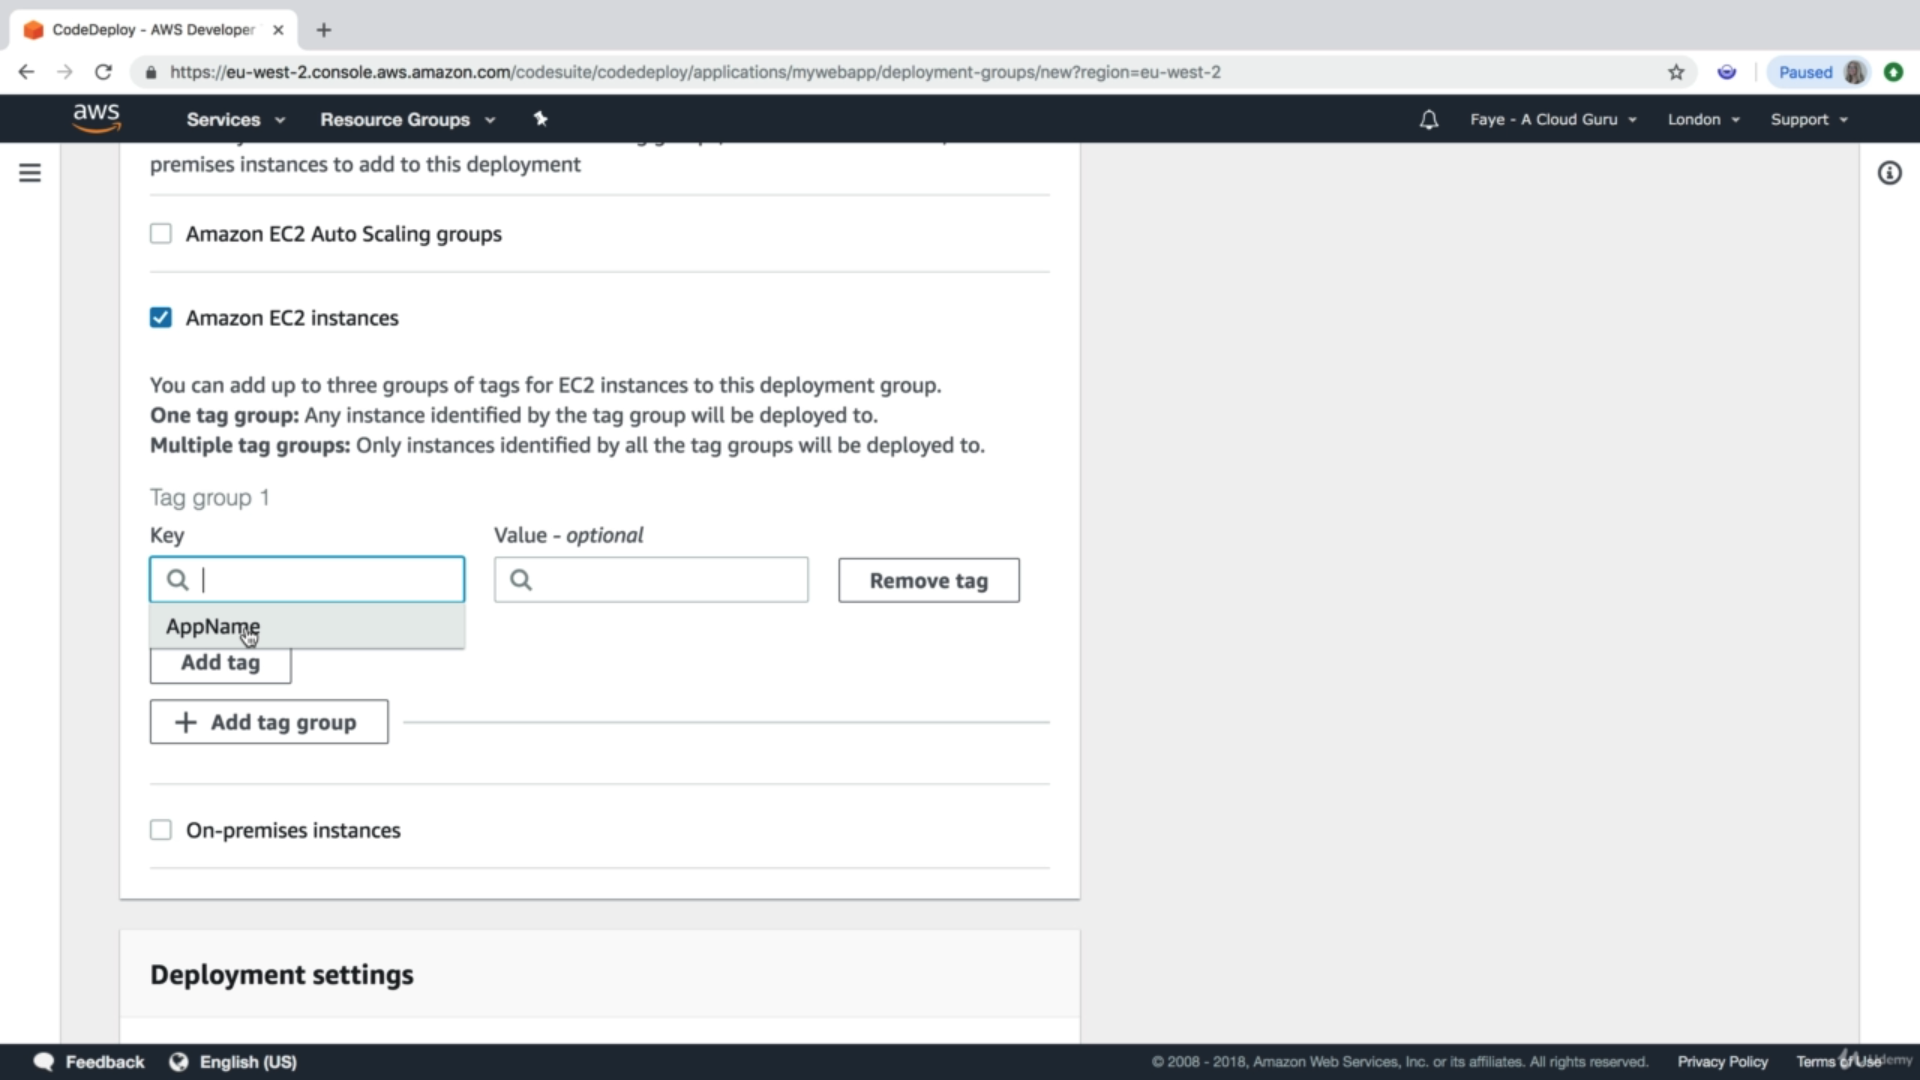 CodeDeploy - AWS Developer
https://eu-west-2.console.aws.amazon.com/codesuite/codedeploy/applications/mywebapp/deployment-groups/new?region=eu-west-2
Paused
aws
Services
Resource Groups
Faye - A Cloud Guru
London
Support
premises instances to add to this deployment
Amazon EC2 Auto Scaling groups
Amazon EC2 instances
You can add up to three groups of tags for EC2 instances to this deployment group.
One tag group: Any instance identified by the tag group will be deployed to.
Multiple tag groups: Only instances identified by all the tag groups will be deployed to.
Tag group 1
Key
Value - optional
Remove tag
AppName
Add tag
Add tag group
On-premises instances
Deployment settings
Feedback
English (US)
© 2008 - 2018, Amazon Web Services, Inc. or its affiliates. All rights reserved.
Privacy Policy
Terms of Use